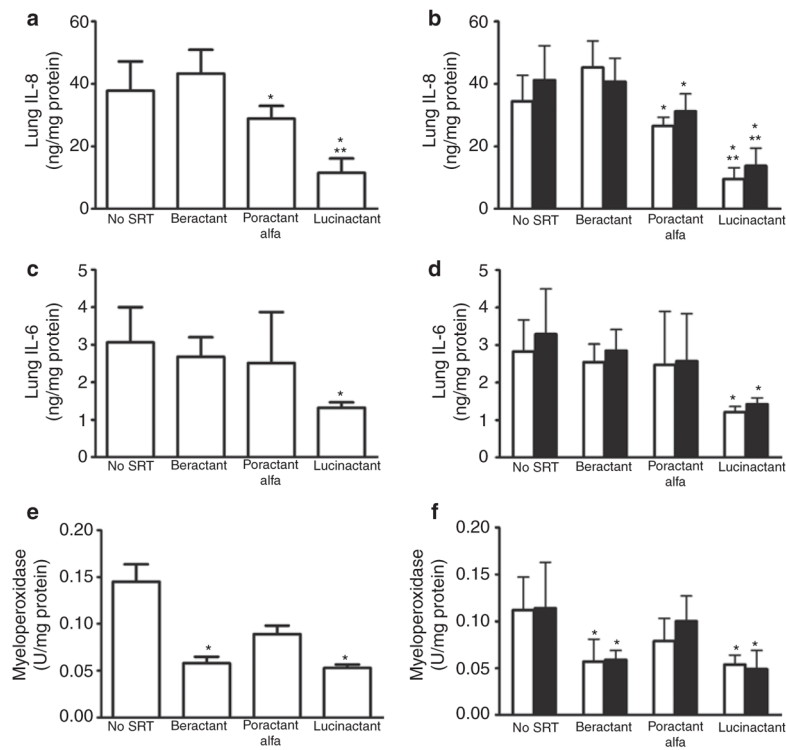 a
Lung IL-8
(ng/mg protein)
60
40
20
0
*
*
**
No SRT Beractant Poractant alfa Lucinactant
b
Lung IL-8
(ng/mg protein)
60
40
20
0
* *
*
**
*
**
No SRT Beractant Poractant alfa Lucinactant
c
Lung IL-6
(ng/mg protein)
5
4
3
2
1
0
*
No SRT Beractant Poractant alfa Lucinactant
d
Lung IL-6
(ng/mg protein)
5
4
3
2
1
0
* *
No SRT Beractant Poractant alfa Lucinactant
e
Myeloperoxidase
(U/mg protein)
0.20
0.15
0.10
0.05
0.00
* *
No SRT Beractant Poractant alfa Lucinactant
f
Myeloperoxidase
(U/mg protein)
0.20
0.15
0.10
0.05
0.00
* * * *
No SRT Beractant Poractant alfa Lucinactant